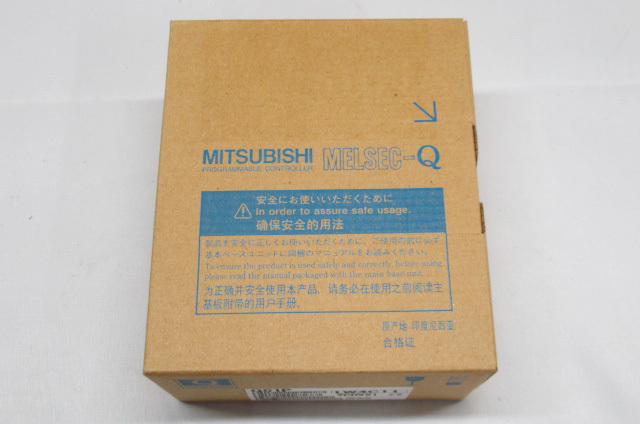 MITSUBISHI MELSEC-Q
PROGRAMMABLE CONTROLLER
安全にお使いいただくために
In order to assure safe usage.
确保安全的用法
製品を安全に正しくお使いいただくために、ご使用の前に必ず
基本ベースユニットに同梱のマニュアルをお読みください。
To ensure the product is used safely and correctly, before using
please read the manual packaged with the main base unit.
为正确并安全使用本产品、请务必在使用之前阅读主
基板附带的用户手册.
原产地 印度尼西亚
合格证